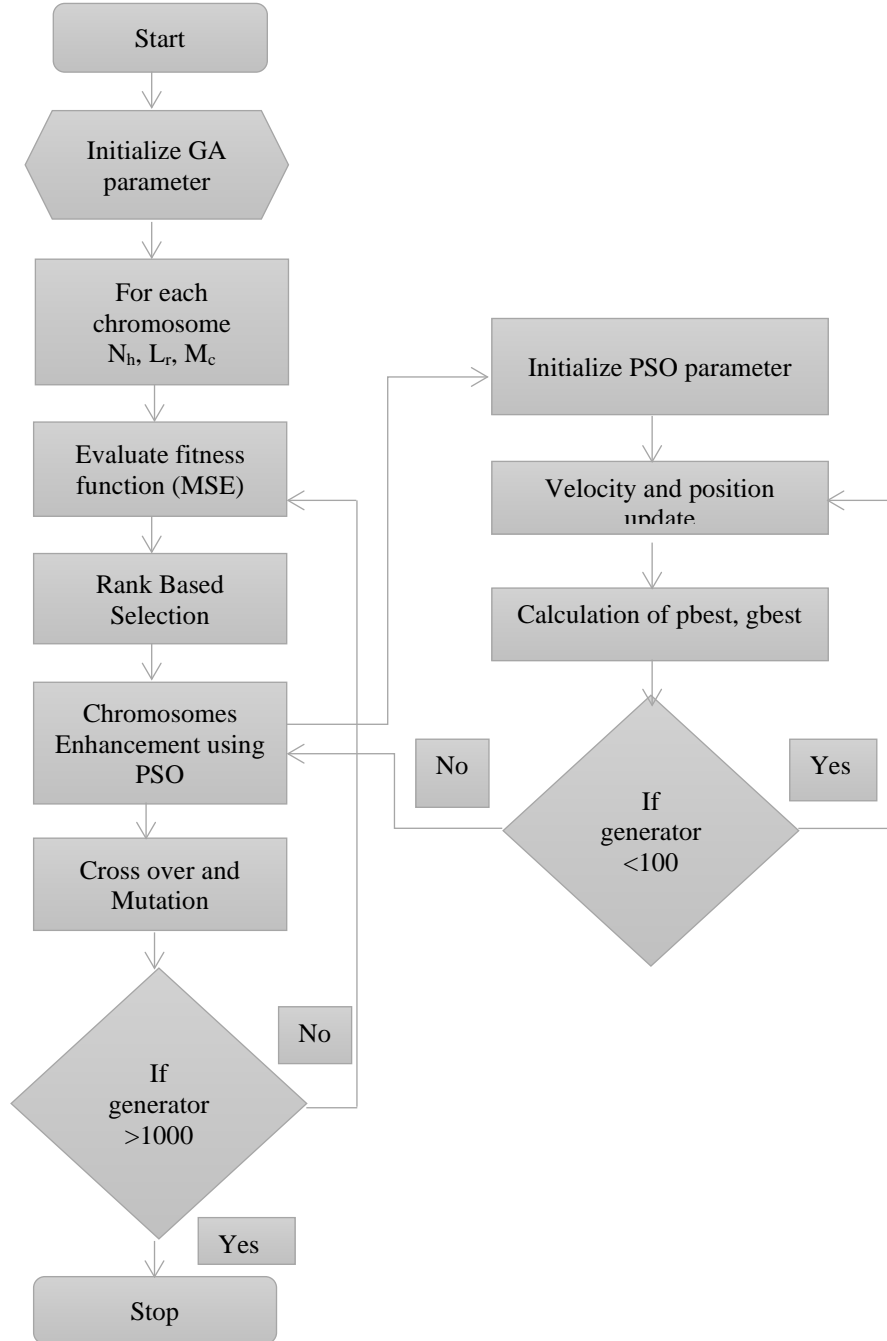 Start
Initialize GA
parameter
For each
chromosome
Nₕ, Lᵣ, M꜀
Evaluate fitness
function (MSE)
Rank Based
Selection
Chromosomes
Enhancement using
PSO
Cross over and
Mutation
If
generator
>1000
No
Yes
Stop
Initialize PSO parameter
Velocity and position
update
Calculation of pbest, gbest
If
generator
<100
No
Yes